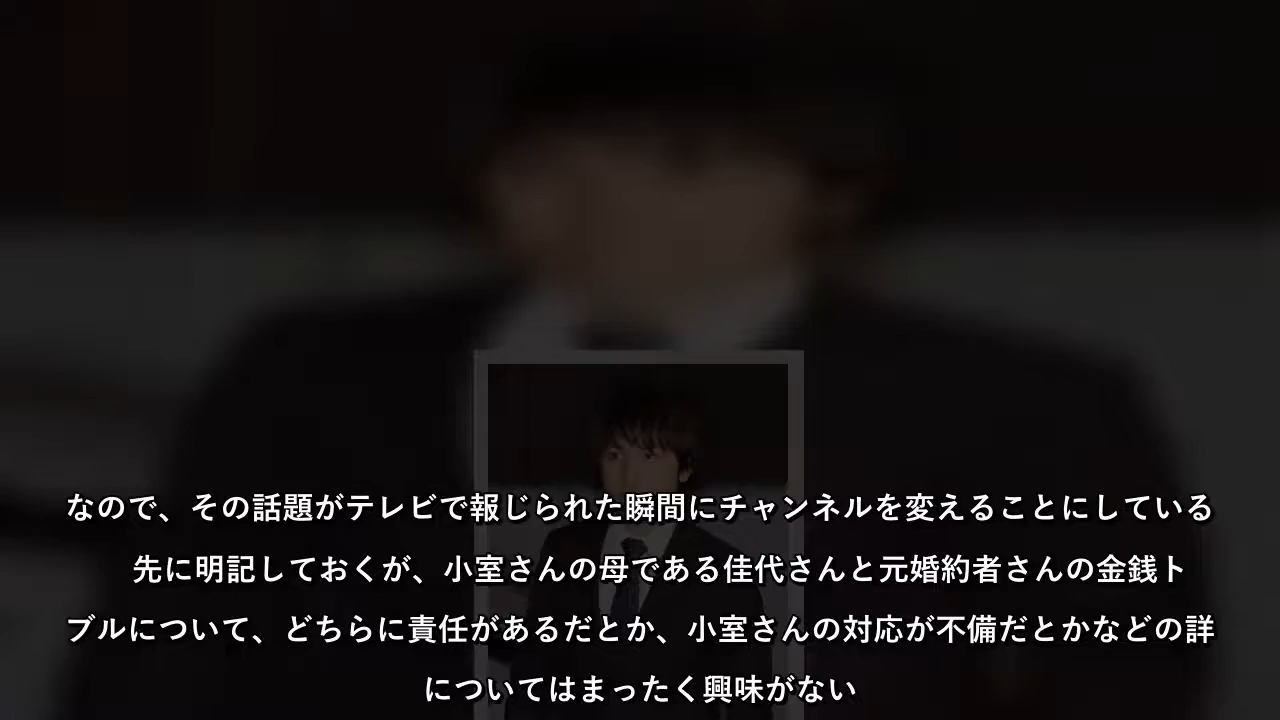 なので、その話題がテレビで報じられた瞬間にチャンネルを変えることにしている
先に明記しておくが、小室さんの母である佳代さんと元婚約者さんの金銭ト
ブルについて、どちらに責任があるだとか、小室さんの対応が不備だとかなどの詳
についてはまったく興味がない